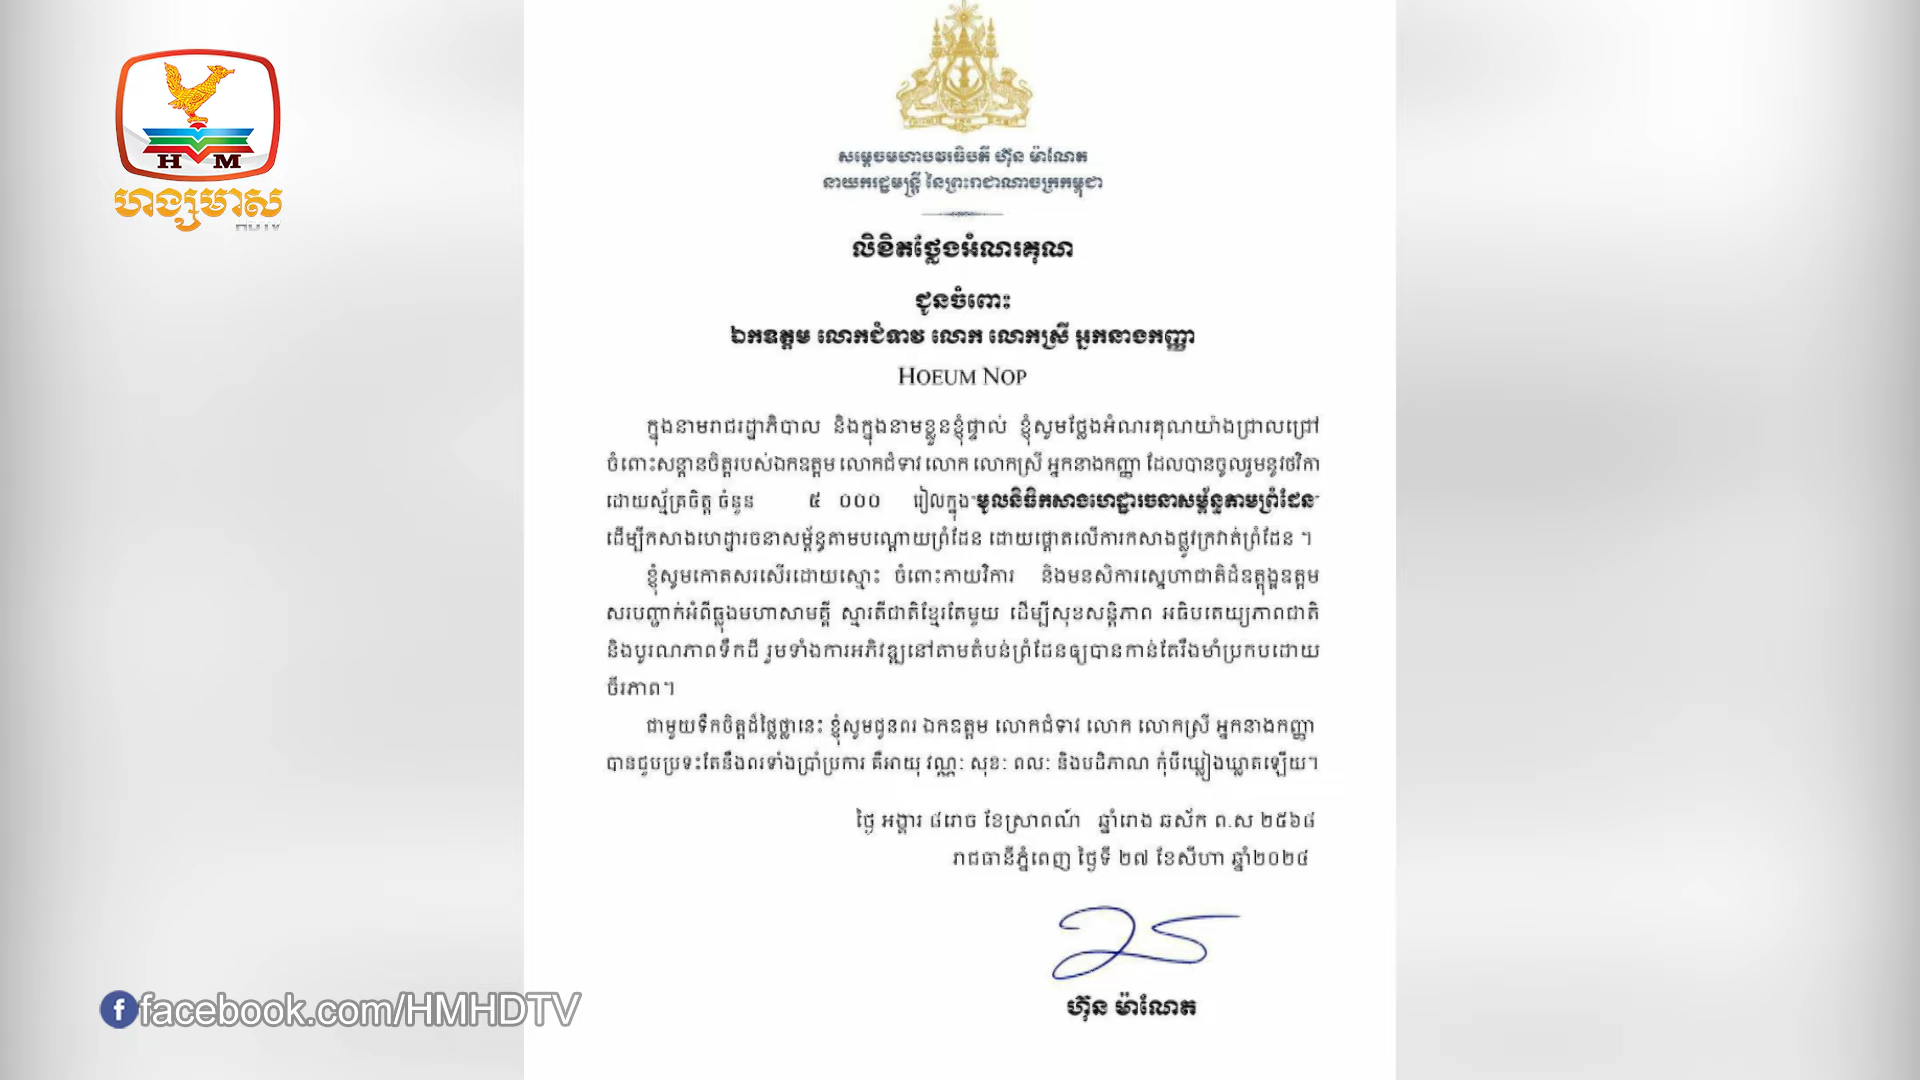 HM
ហង្សមាស
HDTV
សម្តេចមហាបវរធិបតី ហ៊ុន ម៉ាណែត
នាយករដ្ឋមន្ត្រី នៃព្រះរាជាណាចក្រកម្ពុជា
លិខិតថ្លែងអំណរគុណ
ជូនចំពោះ
ឯកឧត្តម លោកជំទាវ លោក លោកស្រី អ្នកនាងកញ្ញា
HOEUM NOP
ក្នុងនាមរាជរដ្ឋាភិបាល និងក្នុងនាមខ្លួនខ្ញុំផ្ទាល់ ខ្ញុំសូមថ្លែងអំណរគុណយ៉ាងជ្រាលជ្រៅ
ចំពោះសន្តានចិត្តរបស់ឯកឧត្តម លោកជំទាវ លោក លោកស្រី អ្នកនាងកញ្ញា ដែលបានចូលរួមនូវថវិកា
ដោយស្ម័គ្រចិត្ត ចំនួន ៥ ០០០ រៀលក្នុង"មូលនិធិកសាងហេដ្ឋារចនាសម្ព័ន្ធតាមព្រំដែន"
ដើម្បីកសាងហេដ្ឋារចនាសម្ព័ន្ធតាមបណ្តោយព្រំដែន ដោយផ្តោតលើការកសាងផ្លូវក្រវាត់ព្រំដែន ។
ខ្ញុំសូមកោតសរសើរដោយស្មោះ ចំពោះកាយវិការ និងមនសិការស្នេហាជាតិដ៏ឧត្តុង្គឧត្តម
សរបញ្ជាក់អំពីធ្លុងមហាសាមគ្គី ស្មារតីជាតិខ្មែរតែមួយ ដើម្បីសុខសន្តិភាព អធិបតេយ្យភាពជាតិ
និងបូរណភាពទឹកដី រួមទាំងការអភិវឌ្ឍនៅតាមតំបន់ព្រំដែនឲ្យបានកាន់តែរឹងមាំប្រកបដោយ
ចីរភាព។
ជាមួយទឹកចិត្តដ៏ថ្លៃថ្លានេះ ខ្ញុំសូមជូនពរ ឯកឧត្តម លោកជំទាវ លោក លោកស្រី អ្នកនាងកញ្ញា
បានជួបប្រទះតែនឹងពរទាំងប្រាំប្រការ គឺអាយុ វណ្ណៈ សុខៈ ពលៈ និងបដិភាណ កុំបីឃ្លៀងឃ្លាតឡើយ។
ថ្ងៃ អង្គារ ៨រោច ខែស្រាពណ៍ ឆ្នាំរោង ឆស័ក ព.ស ២៥៦៨
រាជធានីភ្នំពេញ ថ្ងៃទី ២៧ ខែសីហា ឆ្នាំ២០២៤
ហ៊ុន ម៉ាណែត
facebook.com/HMHDTV